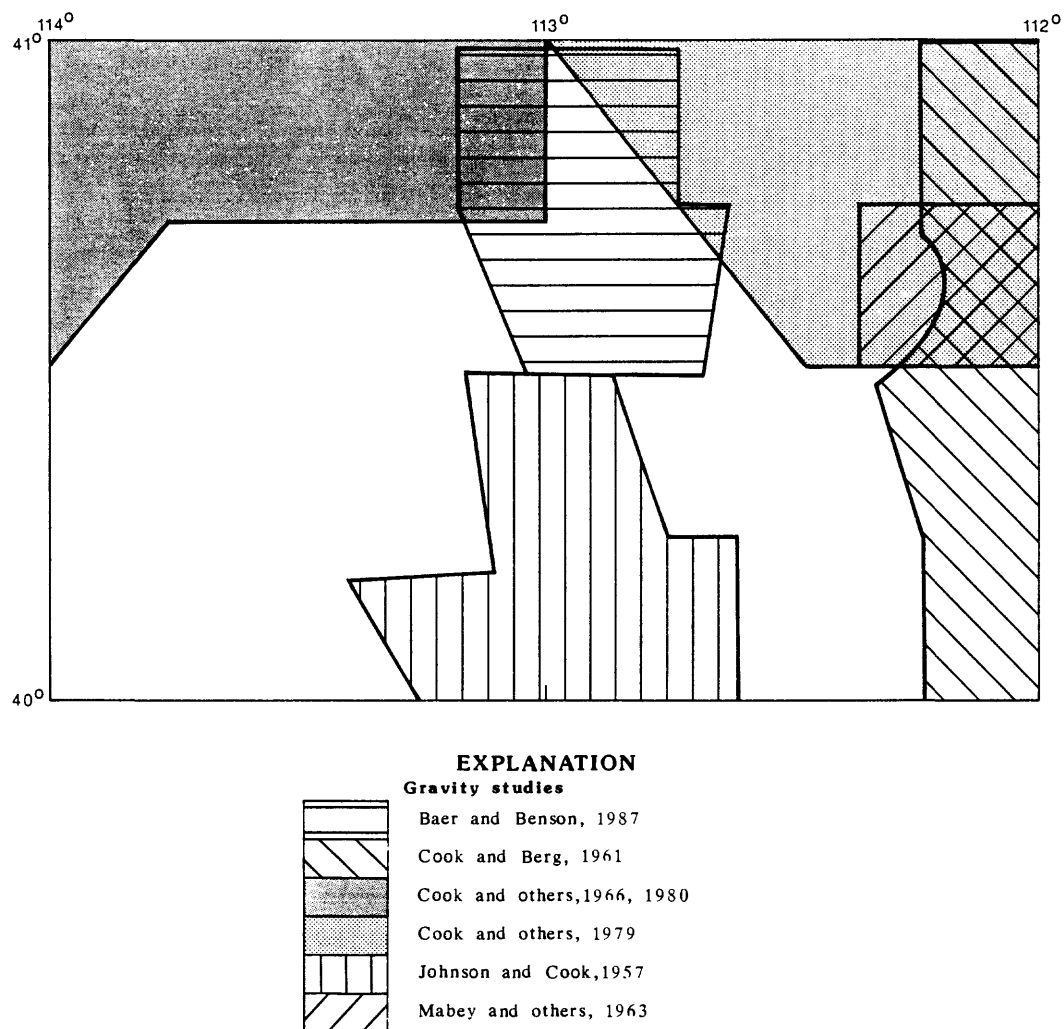 114° 113° 112°
41°
40°
EXPLANATION
Gravity studies
Baer and Benson, 1987
Cook and Berg, 1961
Cook and others,1966, 1980
Cook and others, 1979
Johnson and Cook,1957
Mabey and others, 1963